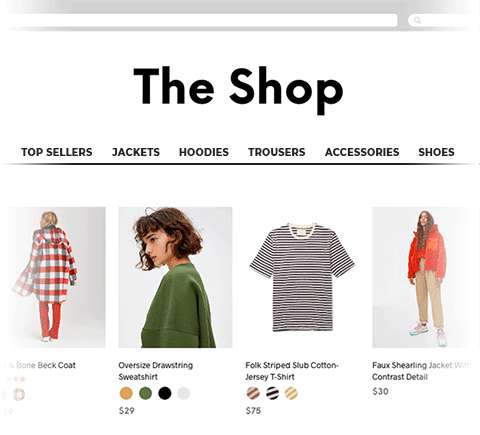 The Shop
TOP SELLERS JACKETS HOODIES TROUSERS ACCESSORIES SHOES
& Bone Beck Coat
Oversize Drawstring
Sweatshirt
$29
Folk Striped Slub Cotton-
Jersey T-Shirt
$75
Faux Shearling Jacket With
Contrast Detail
$30